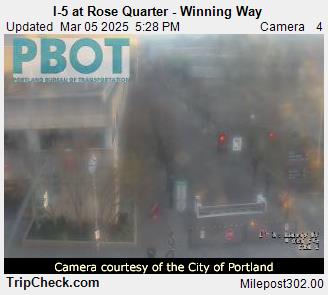 I-5 at Rose Quarter - Winning Way
Updated Mar 05 2025 5:28 PM Camera 4
PBOT
PORTLAND BUREAU OF TRANSPORTATION
Camera courtesy of the City of Portland
TripCheck.com Milepost302.00